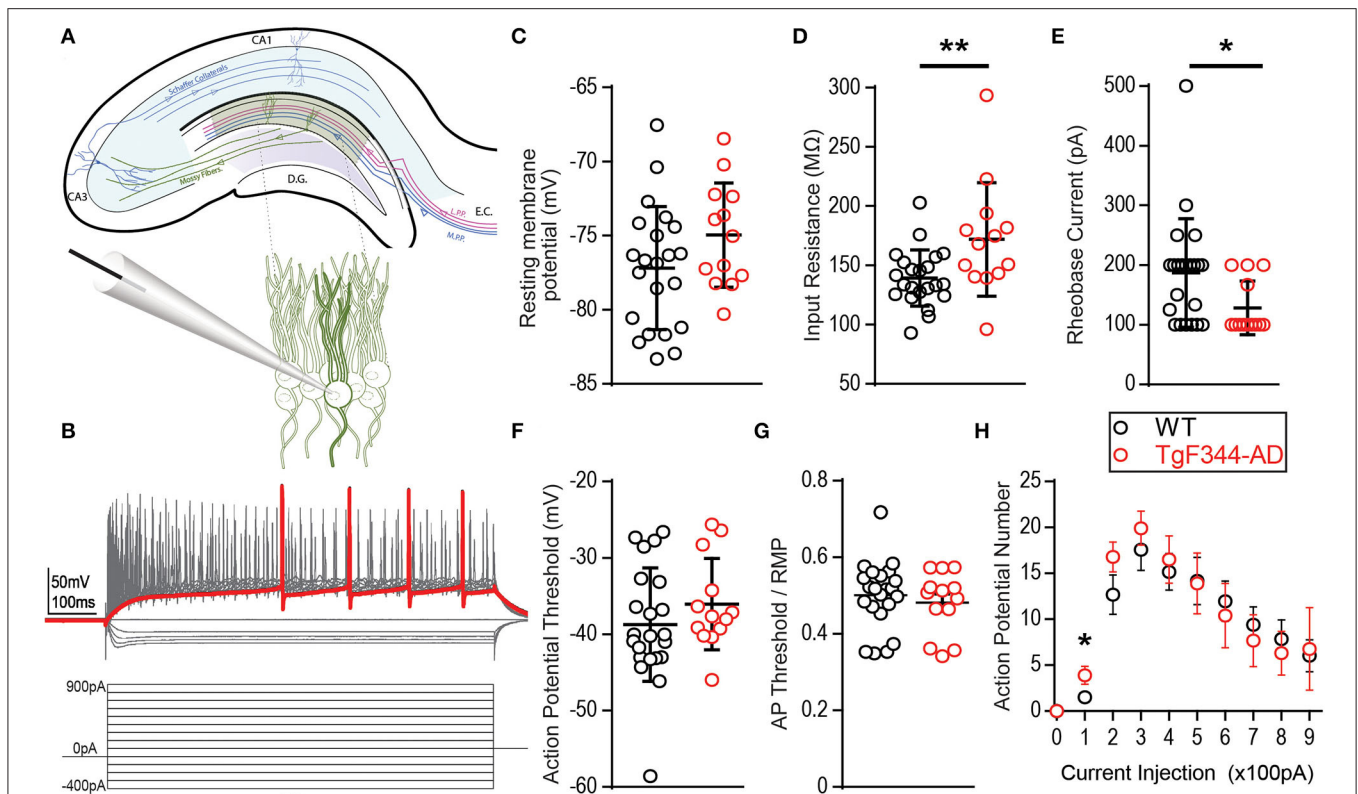 A
CA1
Schaffer Collaterals
Mossy Fibers.
CA3
D.G.
L.P.P.
M.P.P.
E.C.
B
50mV
100ms
900pA
0pA
-400pA
C
Resting membrane
potential (mV)
-65
-70
-75
-80
-85
D
**
Input Resistance (MΩ)
300
250
200
150
100
50
E
*
Rheobase Current (pA)
500
400
300
200
100
0
F
Action Potential Threshold (mV)
-20
-30
-40
-50
-60
G
AP Threshold / RMP
0.8
0.6
0.4
0.2
0
H
WT
TgF344-AD
Action Potential Number
25
20
15
10
5
0
*
0 1 2 3 4 5 6 7 8 9
Current Injection (x100pA)